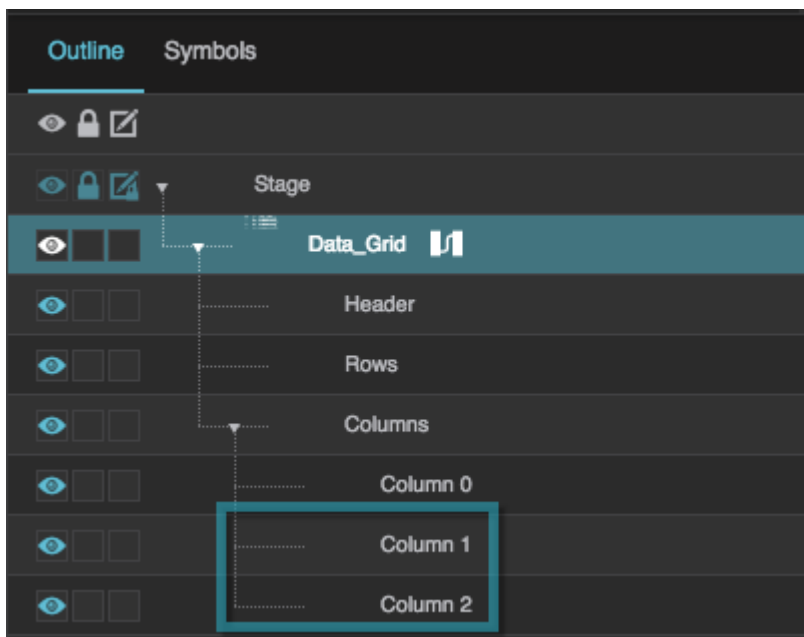 Outline Symbols
Stage
Data_Grid
Header
Rows
Columns
Column 0
Column 1
Column 2